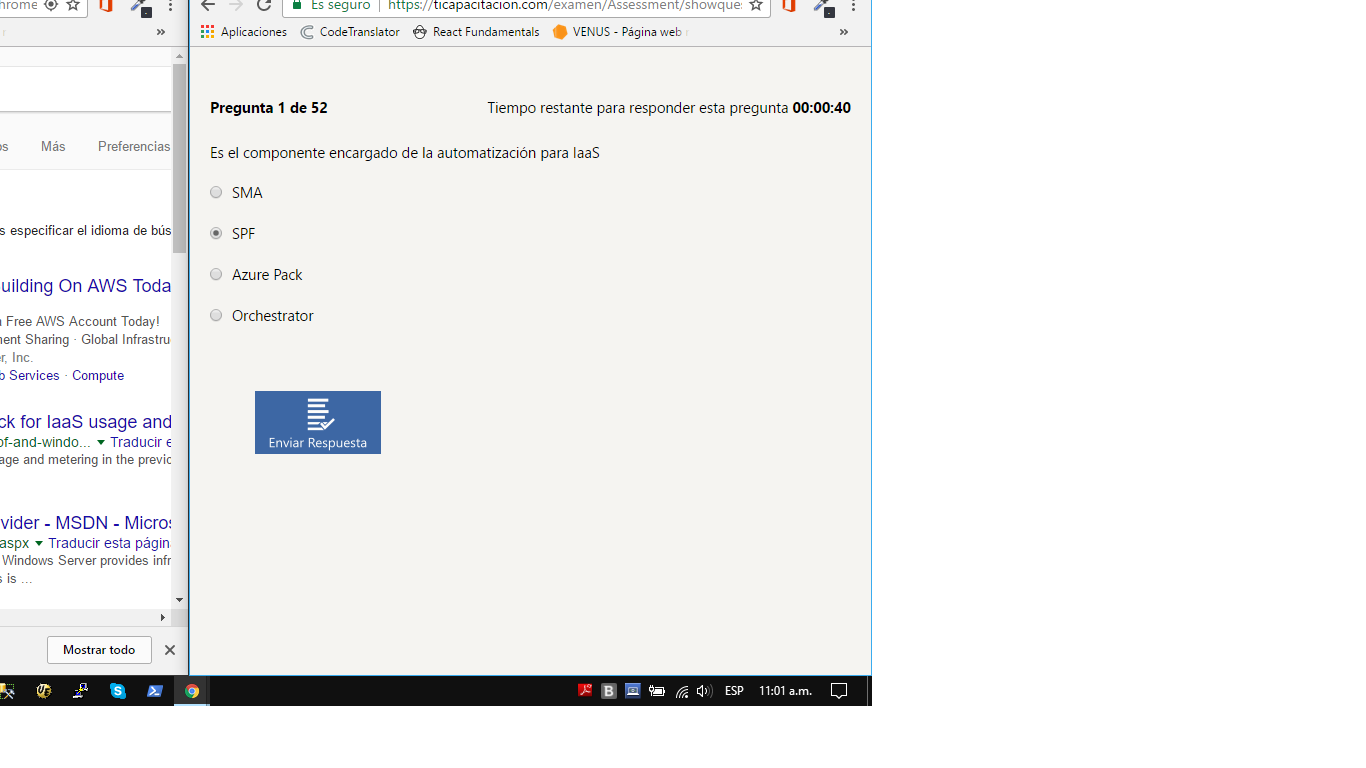 hrome
Es seguro https://ticapacitacion.com/examen/Assessment/showques
» Aplicaciones CodeTranslator React Fundamentals VENUS - Página web »
Pregunta 1 de 52 Tiempo restante para responder esta pregunta 00:00:40
os Más Preferencias
Es el componente encargado de la automatización para IaaS
SMA
s especificar el idioma de bús
SPF
Azure Pack
uilding On AWS Toda
Orchestrator
n Free AWS Account Today!
ment Sharing · Global Infrastru
er, Inc.
b Services · Compute
ck for IaaS usage and
of-and-windo... Traducir e
age and metering in the previo
Enviar Respuesta
vider - MSDN - Micros
aspx Traducir esta págin
Windows Server provides infr
s is ...
Mostrar todo
ESP 11:01 a.m.